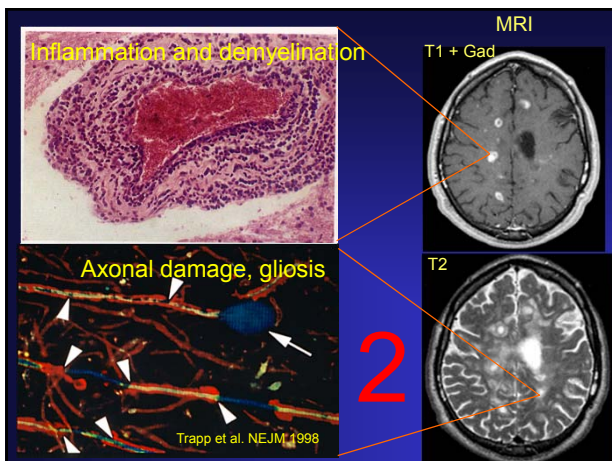 MRI
Inflammation and demyelination
T1 + Gad
Axonal damage, gliosis
T2
2
Trapp et al. NEJM 1998